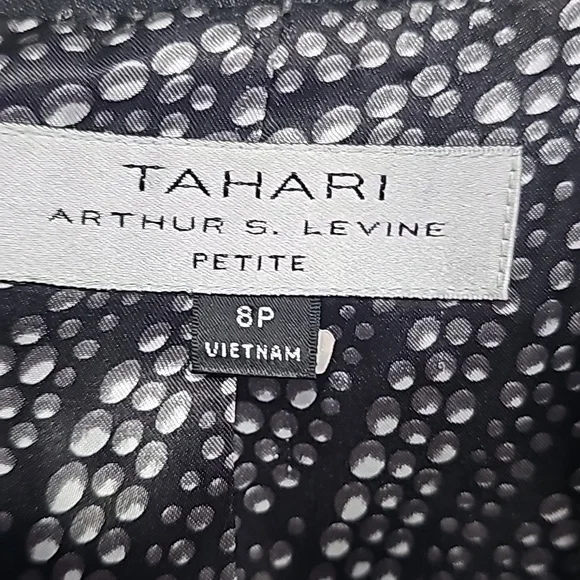 TAHARI
ARTHUR S. LEVINE
PETITE
8P
VIETNAM